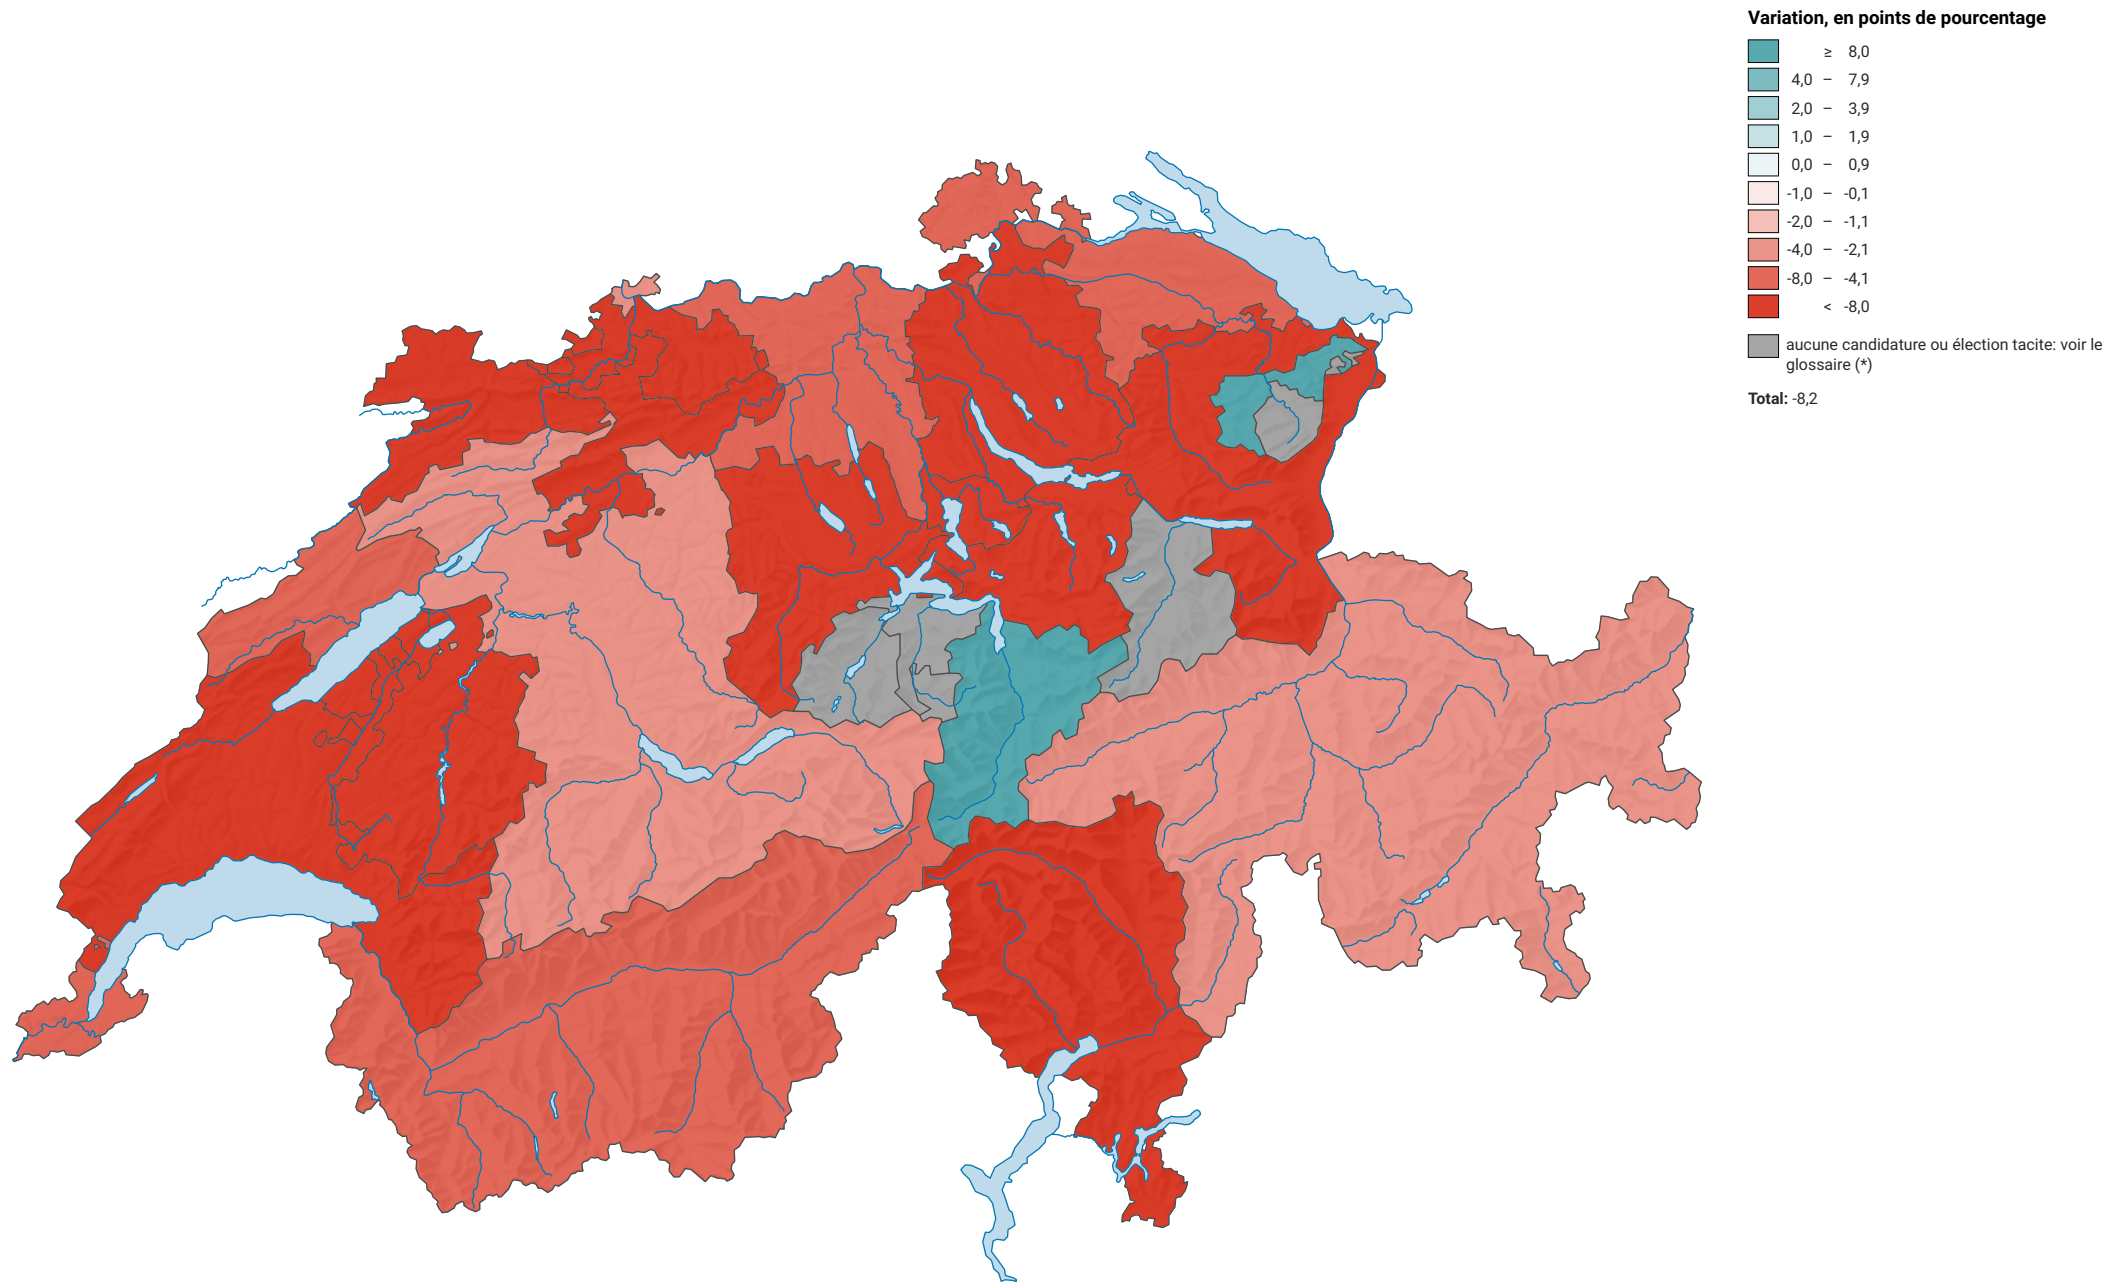 Variation, en points de pourcentage
≥ 8,0
4,0 – 7,9
2,0 – 3,9
1,0 – 1,9
0,0 – 0,9
-1,0 – -0,1
-2,0 – -1,1
-4,0 – -2,1
-8,0 – -4,1
< -8,0
aucune candidature ou élection tacite: voir le
glossaire (*)
Total: -8,2